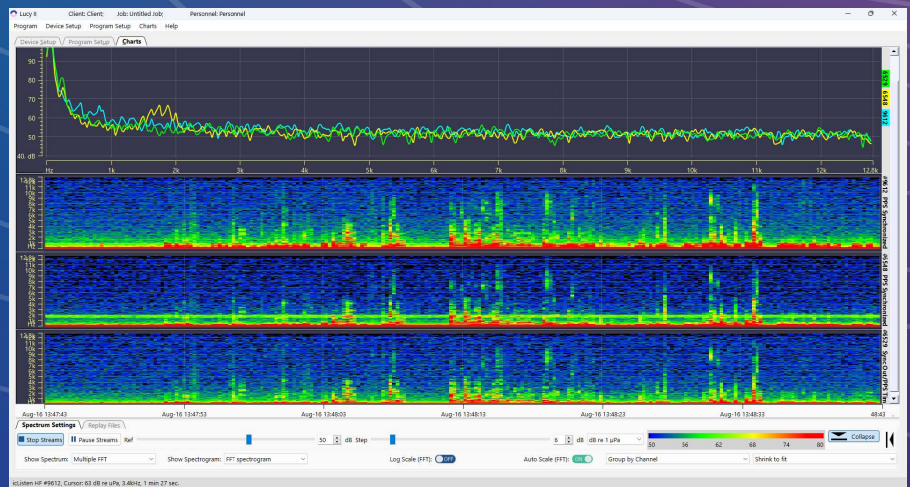 Lucy II Client: Client; Job: Untitled Job; Personnel: Personnel
Program Device Setup Program Setup Charts Help
Device Setup Program Setup Charts
90
80
70
60
50
40. dB
Hz 1k 2k 3k 4k 5k 6k 7k 8k 9k 10k 11k 12k 12.8k
6529 6548 9612
#9612 PPS Synchronized
#6548 PPS Synchronized
#6529 Sync-Out/PPS Tim
Aug-16 13:47:43 Aug-16 13:47:53 Aug-16 13:48:03 Aug-16 13:48:13 Aug-16 13:48:23 Aug-16 13:48:33 48:43
Spectrum Settings Replay Files
Stop Streams Pause Streams Ref 50 dB Step 6 dB dB re 1 µPa 50 56 62 68 74 80 Collapse
Show Spectrum: Multiple FFT Show Spectrogram: FFT spectrogram Log Scale (FFT): OFF Auto Scale (FFT): ON Group by Channel Shrink to fit
icListen HF #9612, Cursor: 63 dB re uPa, 3.4kHz, 1 min 27 sec.